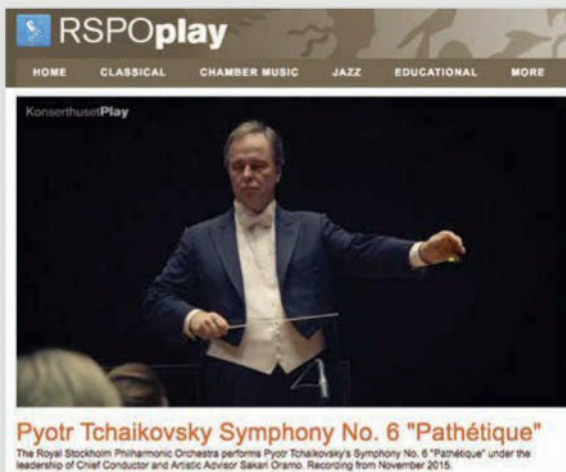 RSPOplay
HOME CLASSICAL CHAMBER MUSIC JAZZ EDUCATIONAL MORE
KonserthusetPlay
Pyotr Tchaikovsky Symphony No. 6 "Pathétique"
The Royal Stockholm Philharmonic Orchestra performs Pyotr Tchaikovsky's Symphony No. 6 "Pathétique" under the
leadership of Chief Conductor and Artistic Advisor Sakari Oramo. Recording from November 2015.